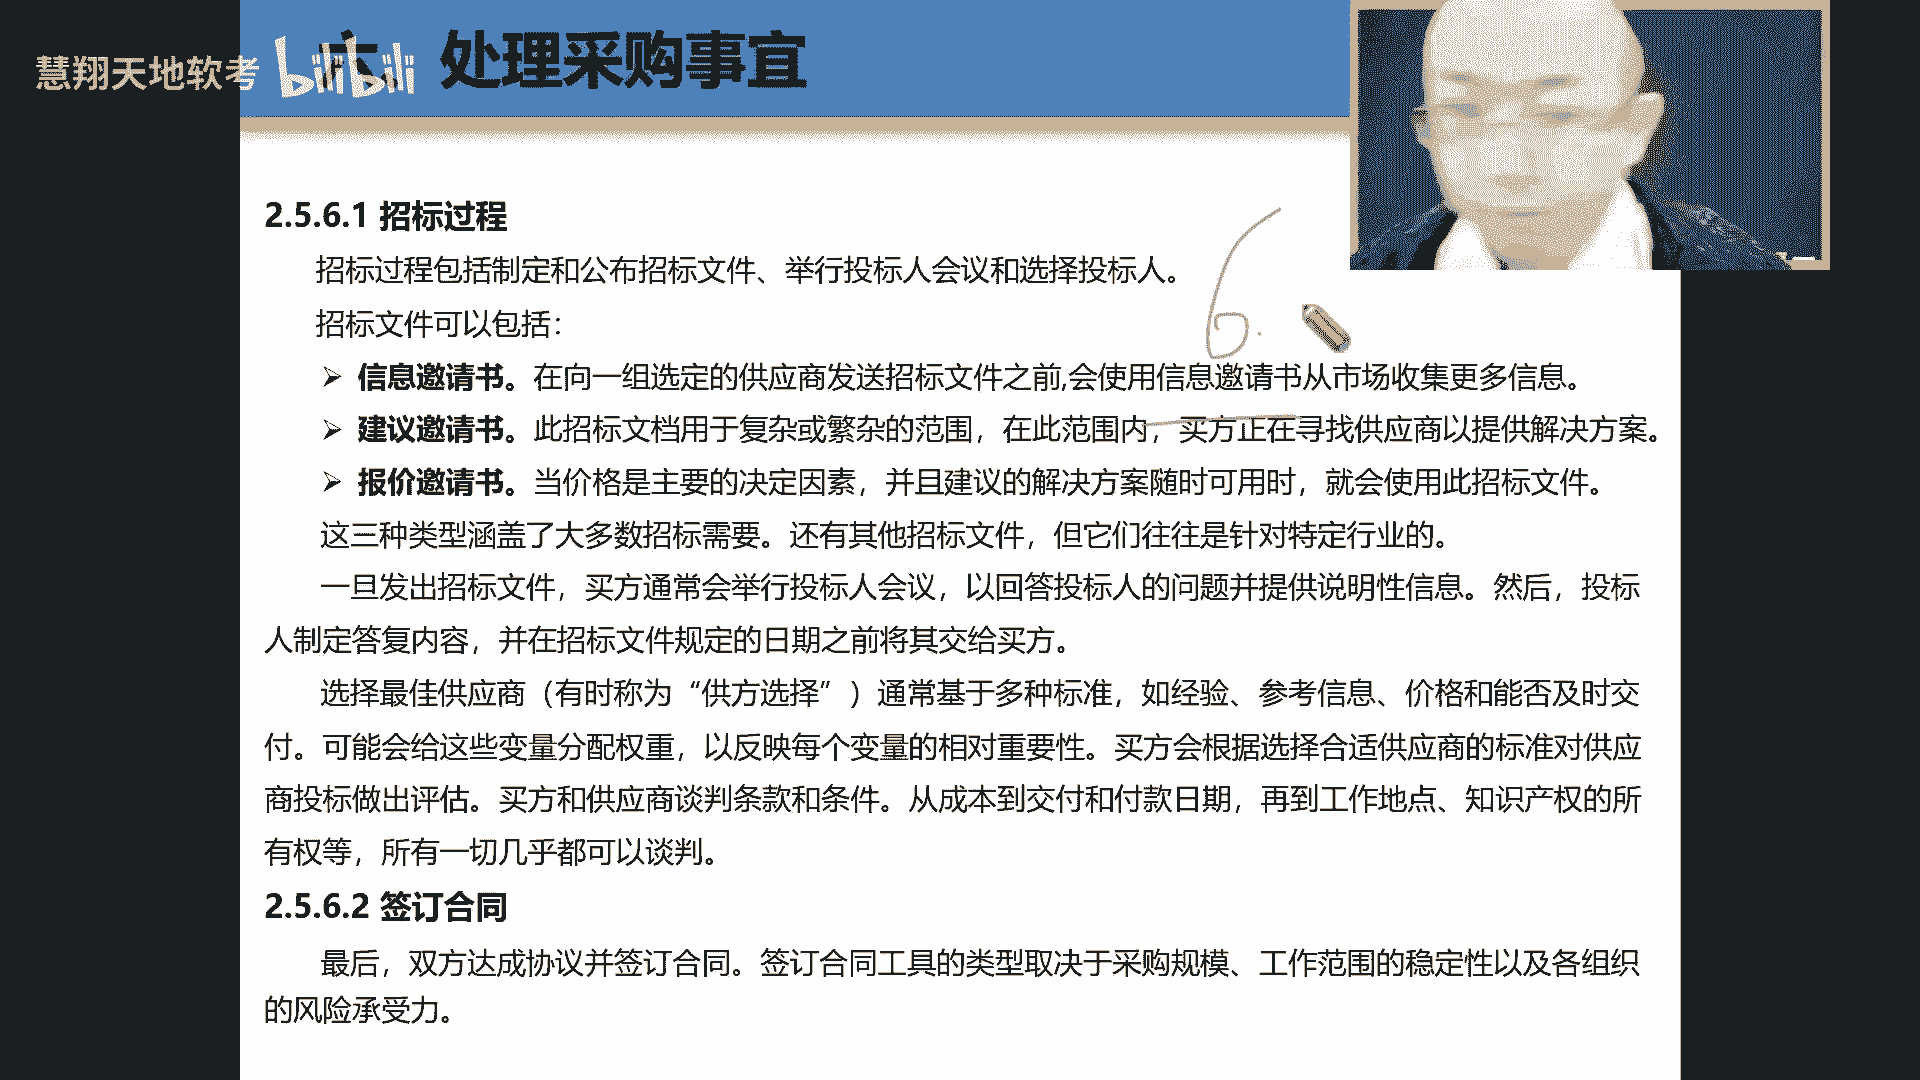 慧翔天地软考 bilibili 六、处理采购事宜
2.5.6.1 招标过程
招标过程包括制定和公布招标文件、举行投标人会议和选择投标人。
招标文件可以包括：
➢ 信息邀请书。在向一组选定的供应商发送招标文件之前,会使用信息邀请书从市场收集更多信息。
➢ 建议邀请书。此招标文档用于复杂或繁杂的范围，在此范围内，买方正在寻找供应商以提供解决方案。
➢ 报价邀请书。当价格是主要的决定因素，并且建议的解决方案随时可用时，就会使用此招标文件。
这三种类型涵盖了大多数招标需要。还有其他招标文件，但它们往往是针对特定行业的。
一旦发出招标文件，买方通常会举行投标人会议，以回答投标人的问题并提供说明性信息。然后，投标
人制定答复内容，并在招标文件规定的日期之前将其交给买方。
选择最佳供应商（有时称为“供方选择”）通常基于多种标准，如经验、参考信息、价格和能否及时交
付。可能会给这些变量分配权重，以反映每个变量的相对重要性。买方会根据选择合适供应商的标准对供应
商投标做出评估。买方和供应商谈判条款和条件。从成本到交付和付款日期，再到工作地点、知识产权的所
有权等，所有一切几乎都可以谈判。
2.5.6.2 签订合同
最后，双方达成协议并签订合同。签订合同工具的类型取决于采购规模、工作范围的稳定性以及各组织
的风险承受力。
6.